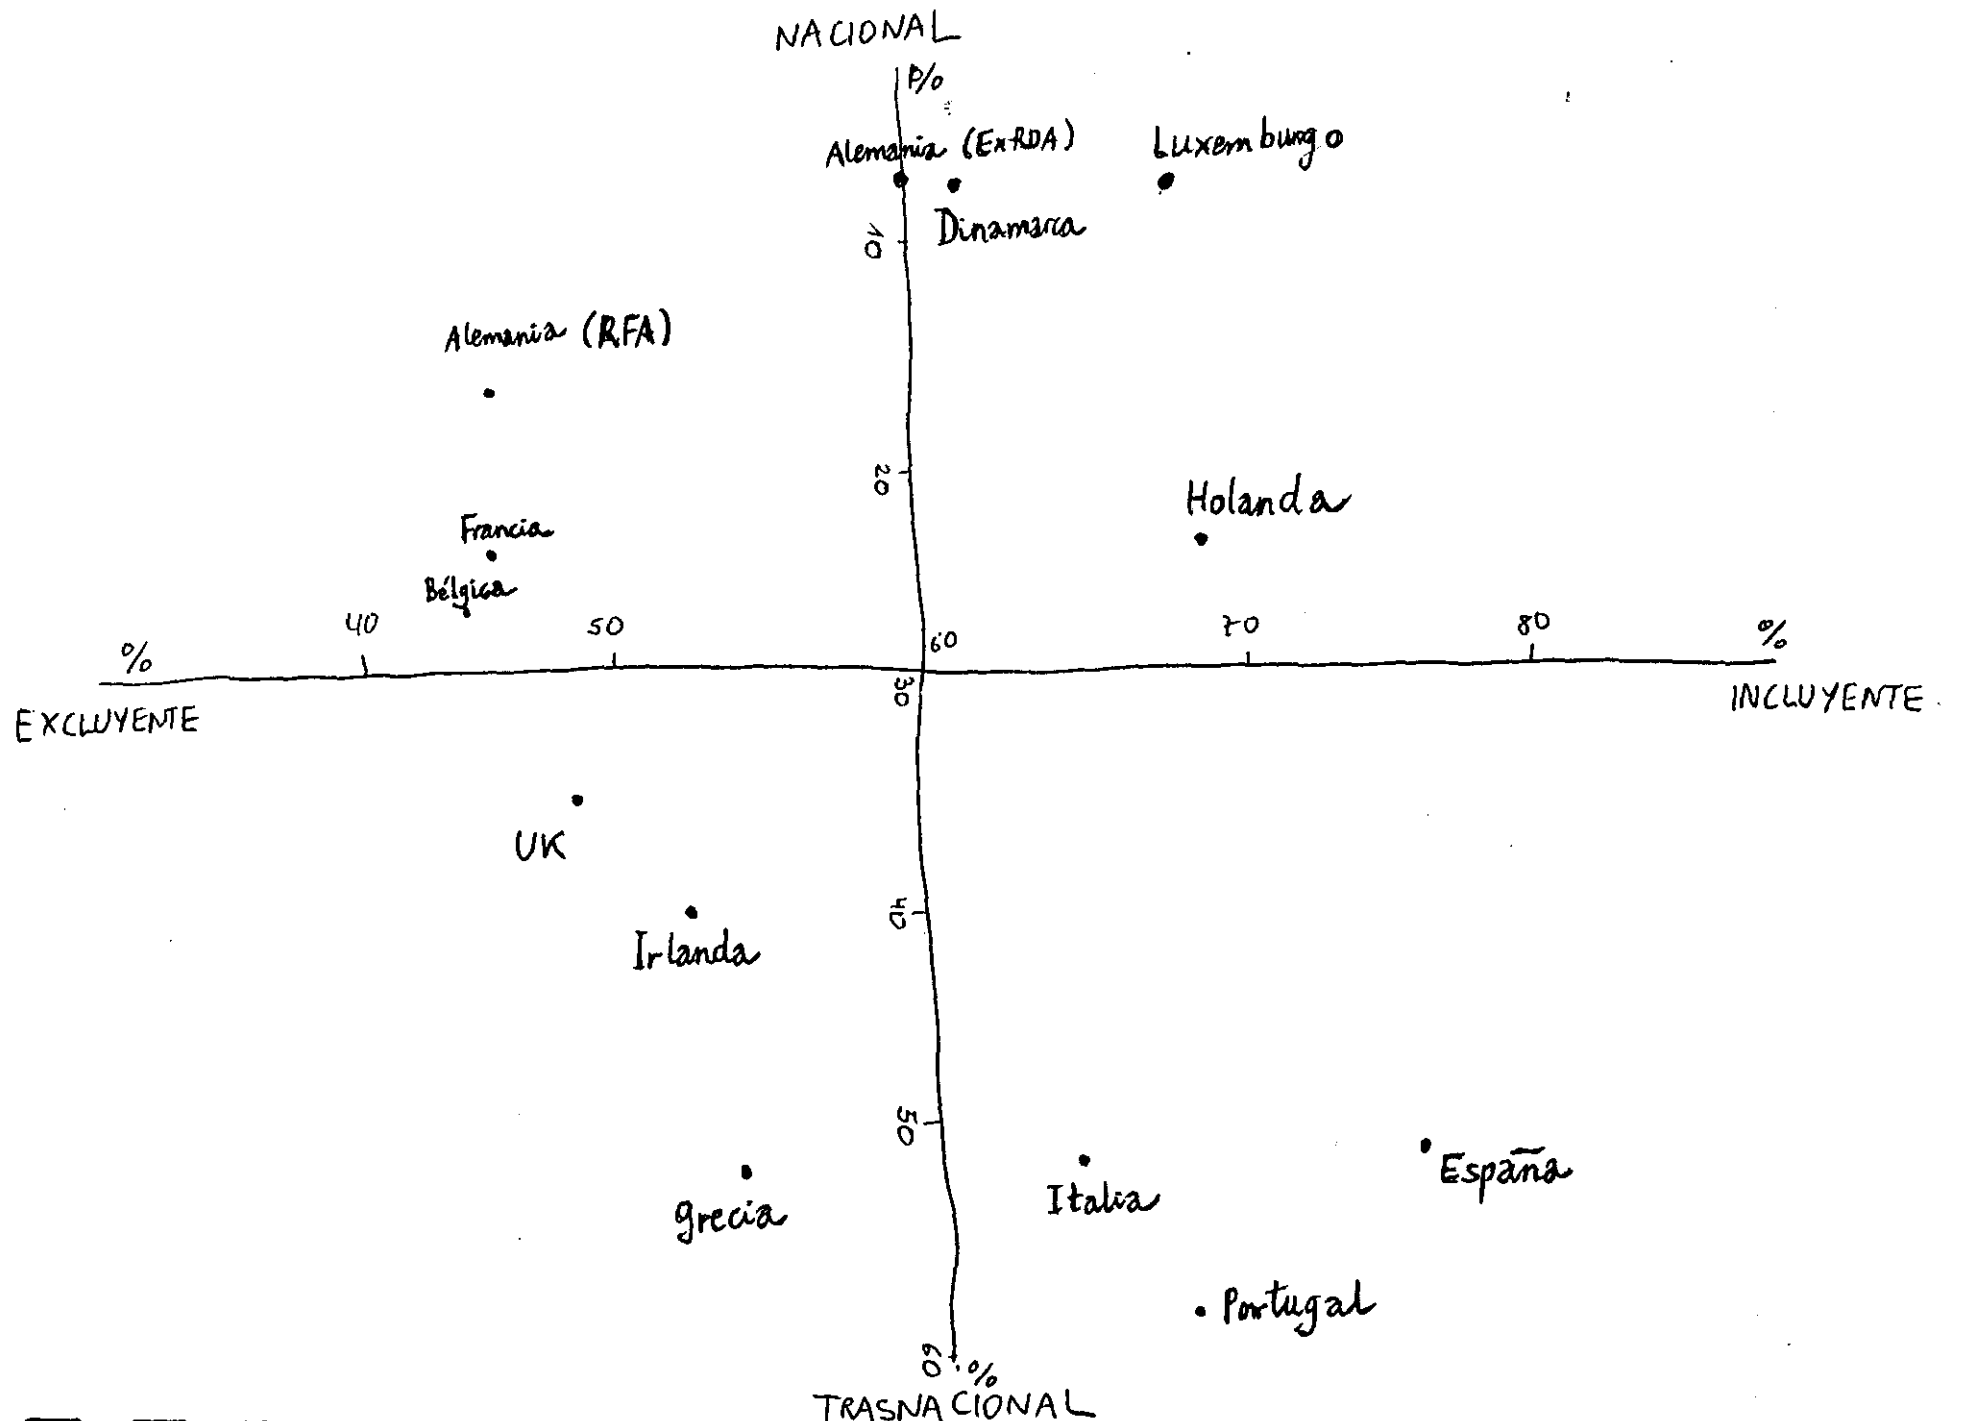 NACIONAL
%
Alemania (ExRDA)
Luxemburgo
Dinamarca
10
Alemania (RFA)
20
Holanda
Francia
Bélgica
40
50
60
70
80
%
%
30
EXCLUYENTE
INCLUYENTE
UK
40
Irlanda
50
España
Italia
Grecia
Portugal
60
%
TRASNACIONAL